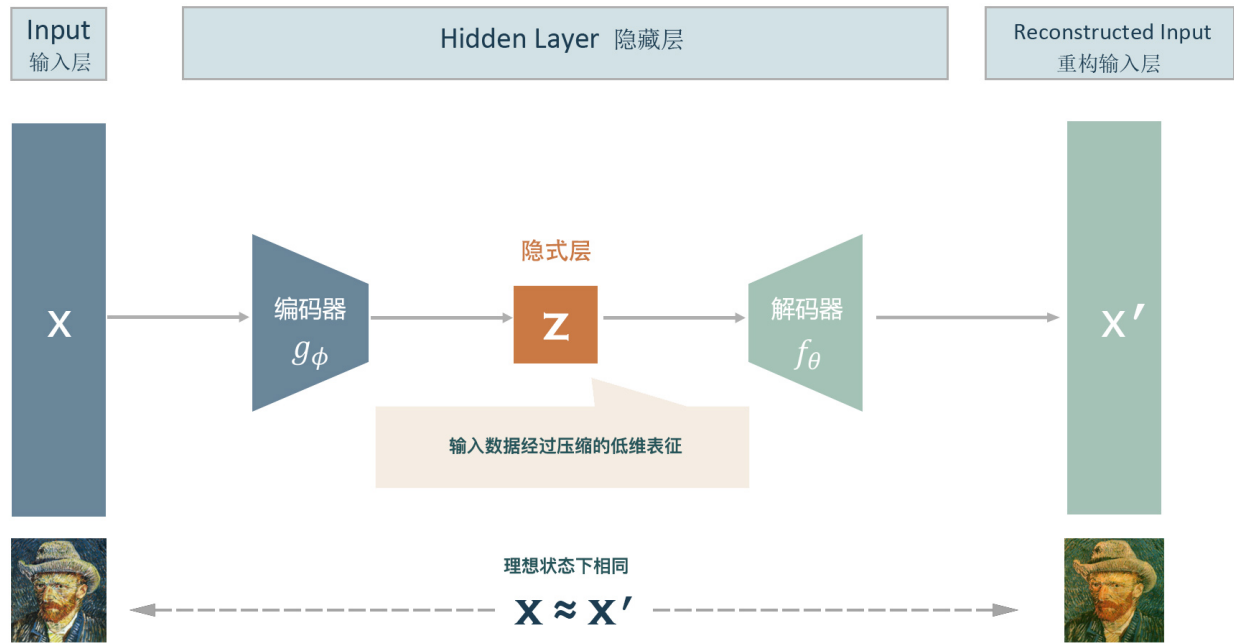 Input
输入层
Hidden Layer 隐藏层
Reconstructed Input
重构输入层
X
编码器
gϕ
隐式层
z
解码器
fθ
X′
输入数据经过压缩的低维表征
理想状态下相同
x ≈ x′